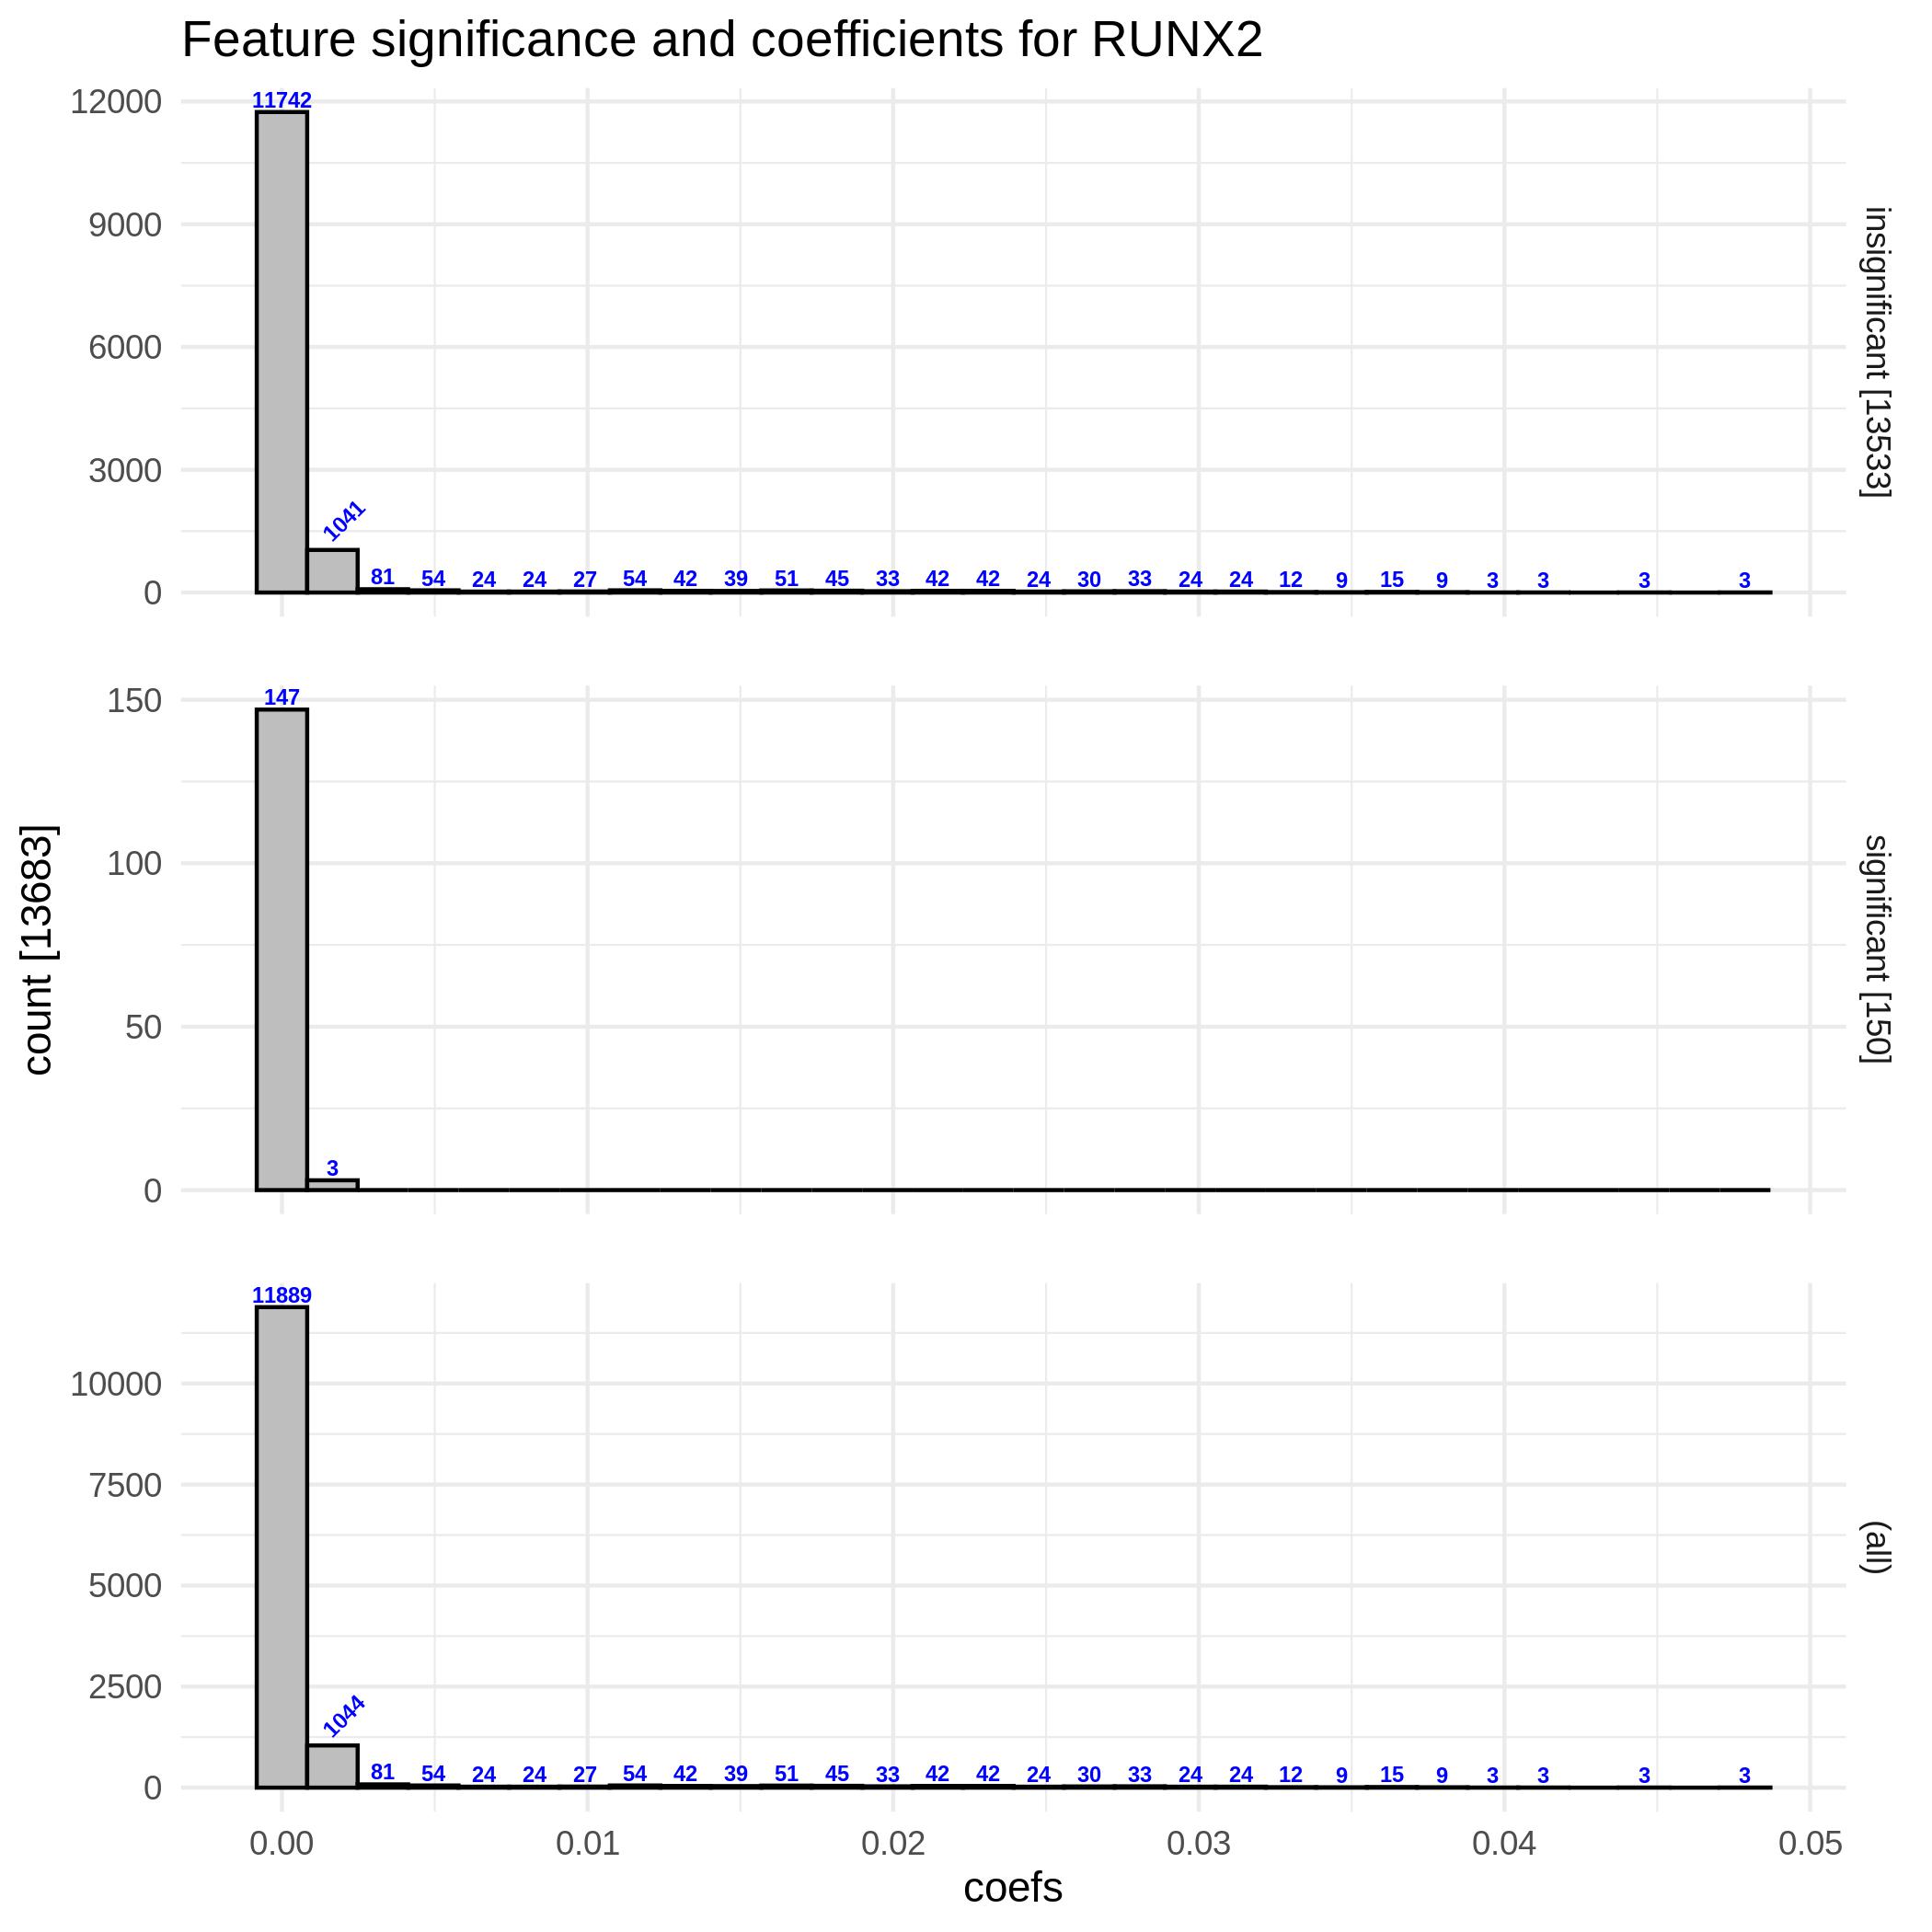 Feature significance and coefficients for RUNX2
count [13683]
12000
9000
6000
3000
0
11742
1041
81 54 24 24 27 54 42 39 51 45 33 42 42 24 30 33 24 24 12 9 15 9 3 3 3 3
insignificant [13533]
150
100
50
0
147
3
significant [150]
10000
7500
5000
2500
0
11889
1044
81 54 24 24 27 54 42 39 51 45 33 42 42 24 30 33 24 24 12 9 15 9 3 3 3 3
(all)
0.00 0.01 0.02 0.03 0.04 0.05
coefs